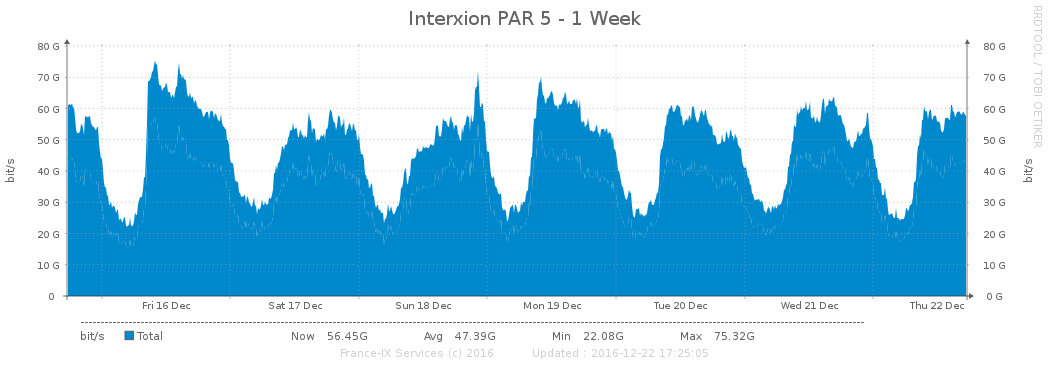 Interxion PAR 5 - 1 Week
RRDTOOL / TOBI OETIKER
80 G 80 G
70 G 70 G
60 G 60 G
50 G 50 G
40 G 40 G
30 G 30 G
20 G 20 G
10 G 10 G
0 0 G
bit/s
bit/s
Fri 16 Dec Sat 17 Dec Sun 18 Dec Mon 19 Dec Tue 20 Dec Wed 21 Dec Thu 22 Dec
bit/s Total Now 56.45G Avg 47.39G Min 22.08G Max 75.32G
France-IX Services (c) 2016 Updated : 2016-12-22 17:25:05